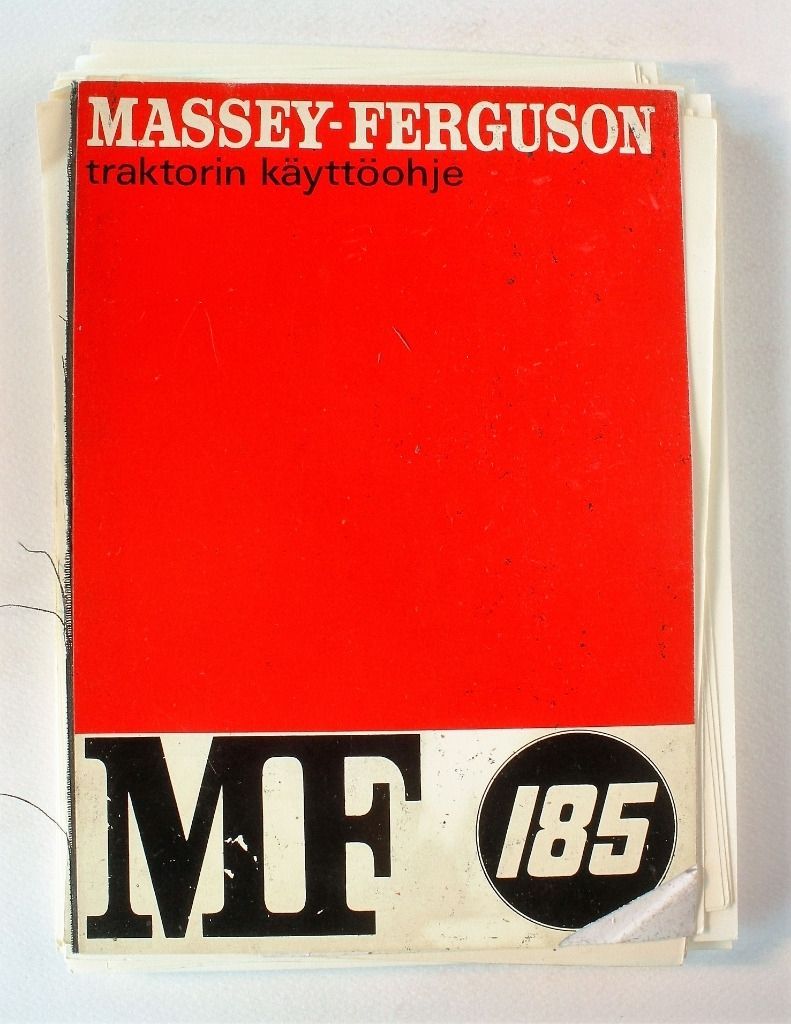 MASSEY-FERGUSON
traktorin käyttöohje
MF 185